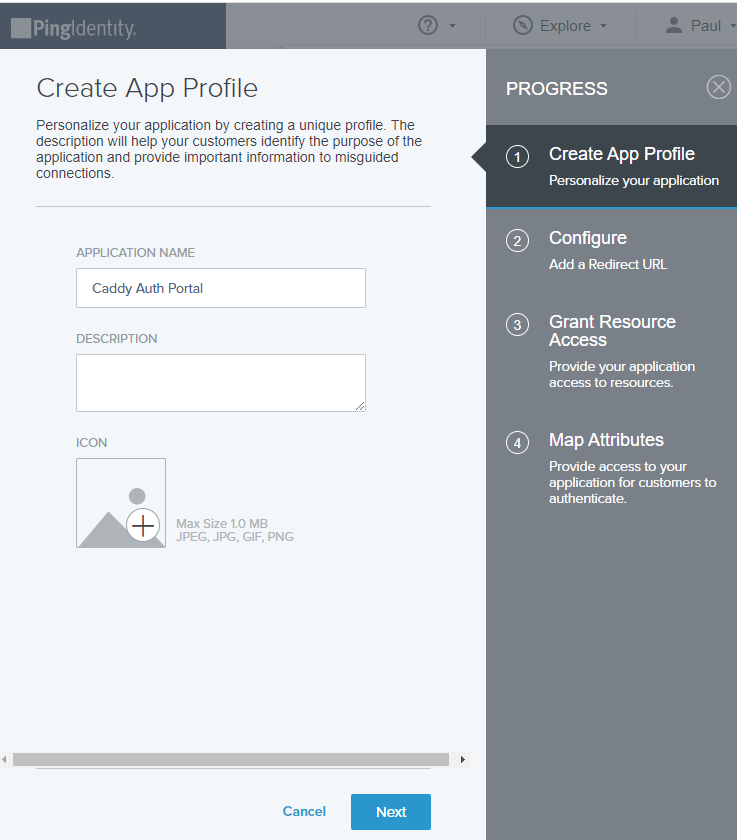 PingIdentity.
?
Explore
Paul
Create App Profile
Personalize your application by creating a unique profile. The
description will help your customers identify the purpose of the
application and provide important information to misguided
connections.
APPLICATION NAME
Caddy Auth Portal
DESCRIPTION
ICON
Max Size 1.0 MB
JPEG, JPG, GIF, PNG
Cancel
Next
PROGRESS
1
Create App Profile
Personalize your application
2
Configure
Add a Redirect URL
3
Grant Resource
Access
Provide your application
access to resources.
4
Map Attributes
Provide access to your
application for customers to
authenticate.